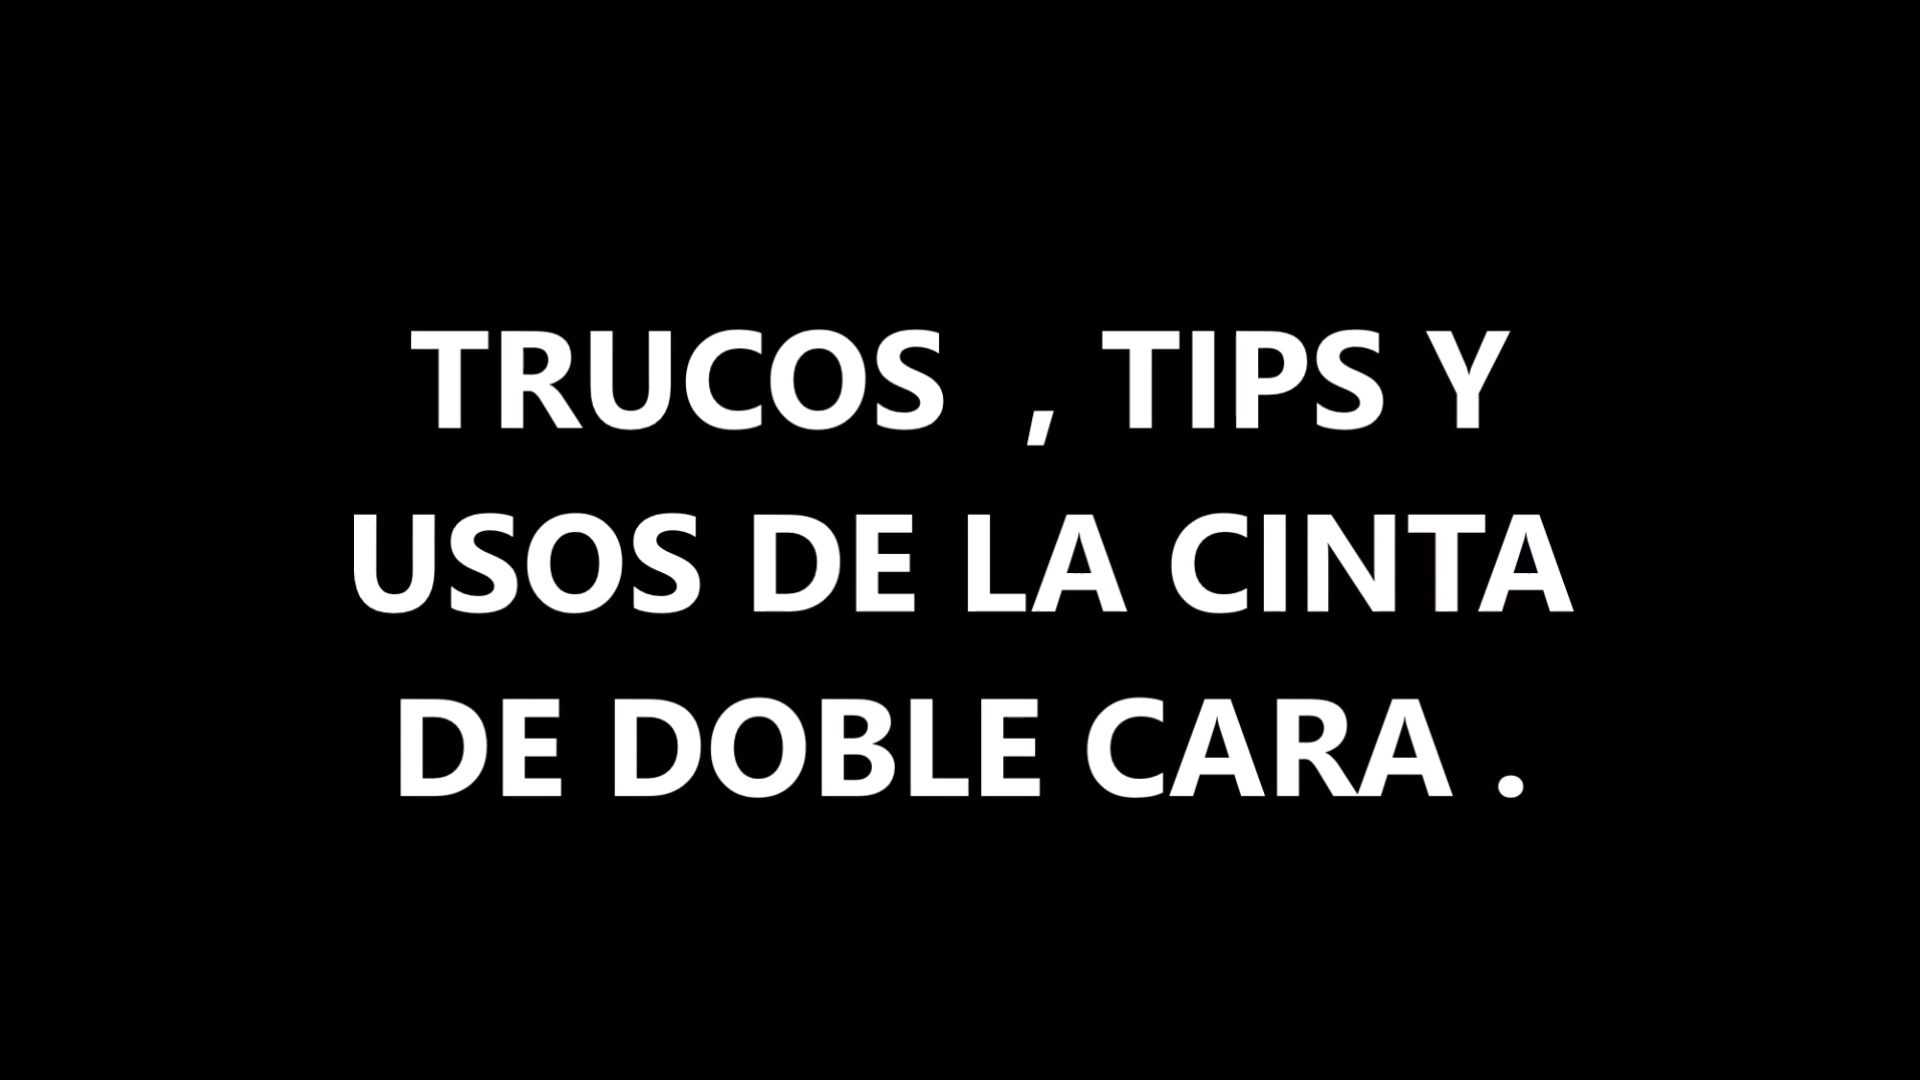 TRUCOS , TIPS Y
USOS DE LA CINTA
DE DOBLE CARA .